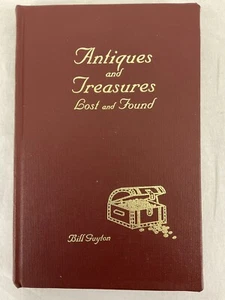 Antiques
and
Treasures
Lost and Found
Bill Guyton